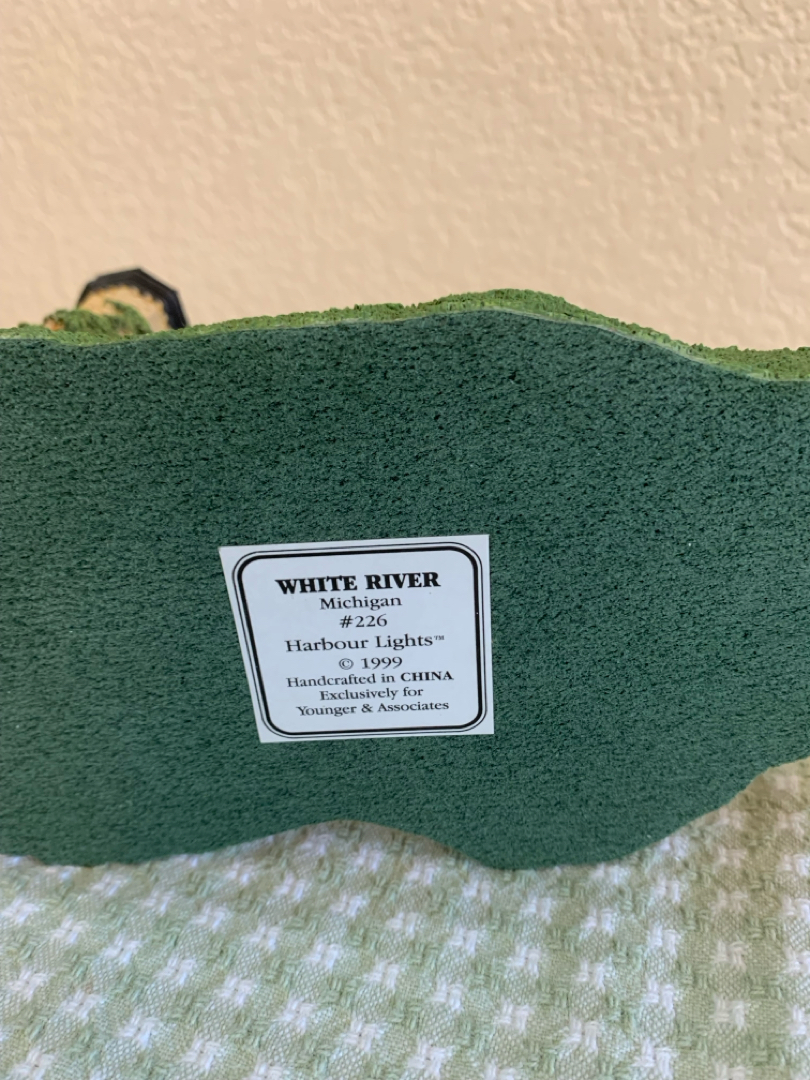 WHITE RIVER
Michigan
#226
Harbour Lights™
© 1999
Handcrafted in CHINA
Exclusively for
Younger & Associates